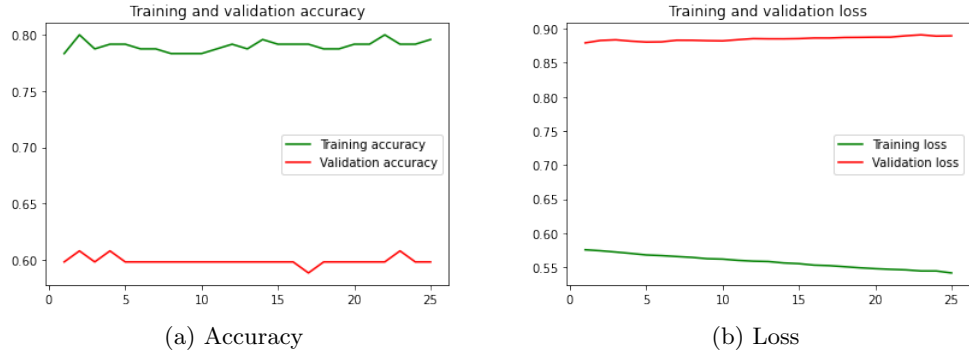 Training and validation accuracy
0.80
0.75
0.70
0.65
0.60
Training accuracy
Validation accuracy
0 5 10 15 20 25
(a) Accuracy
Training and validation loss
0.90
0.85
0.80
0.75
0.70
0.65
0.60
0.55
Training loss
Validation loss
0 5 10 15 20 25
(b) Loss